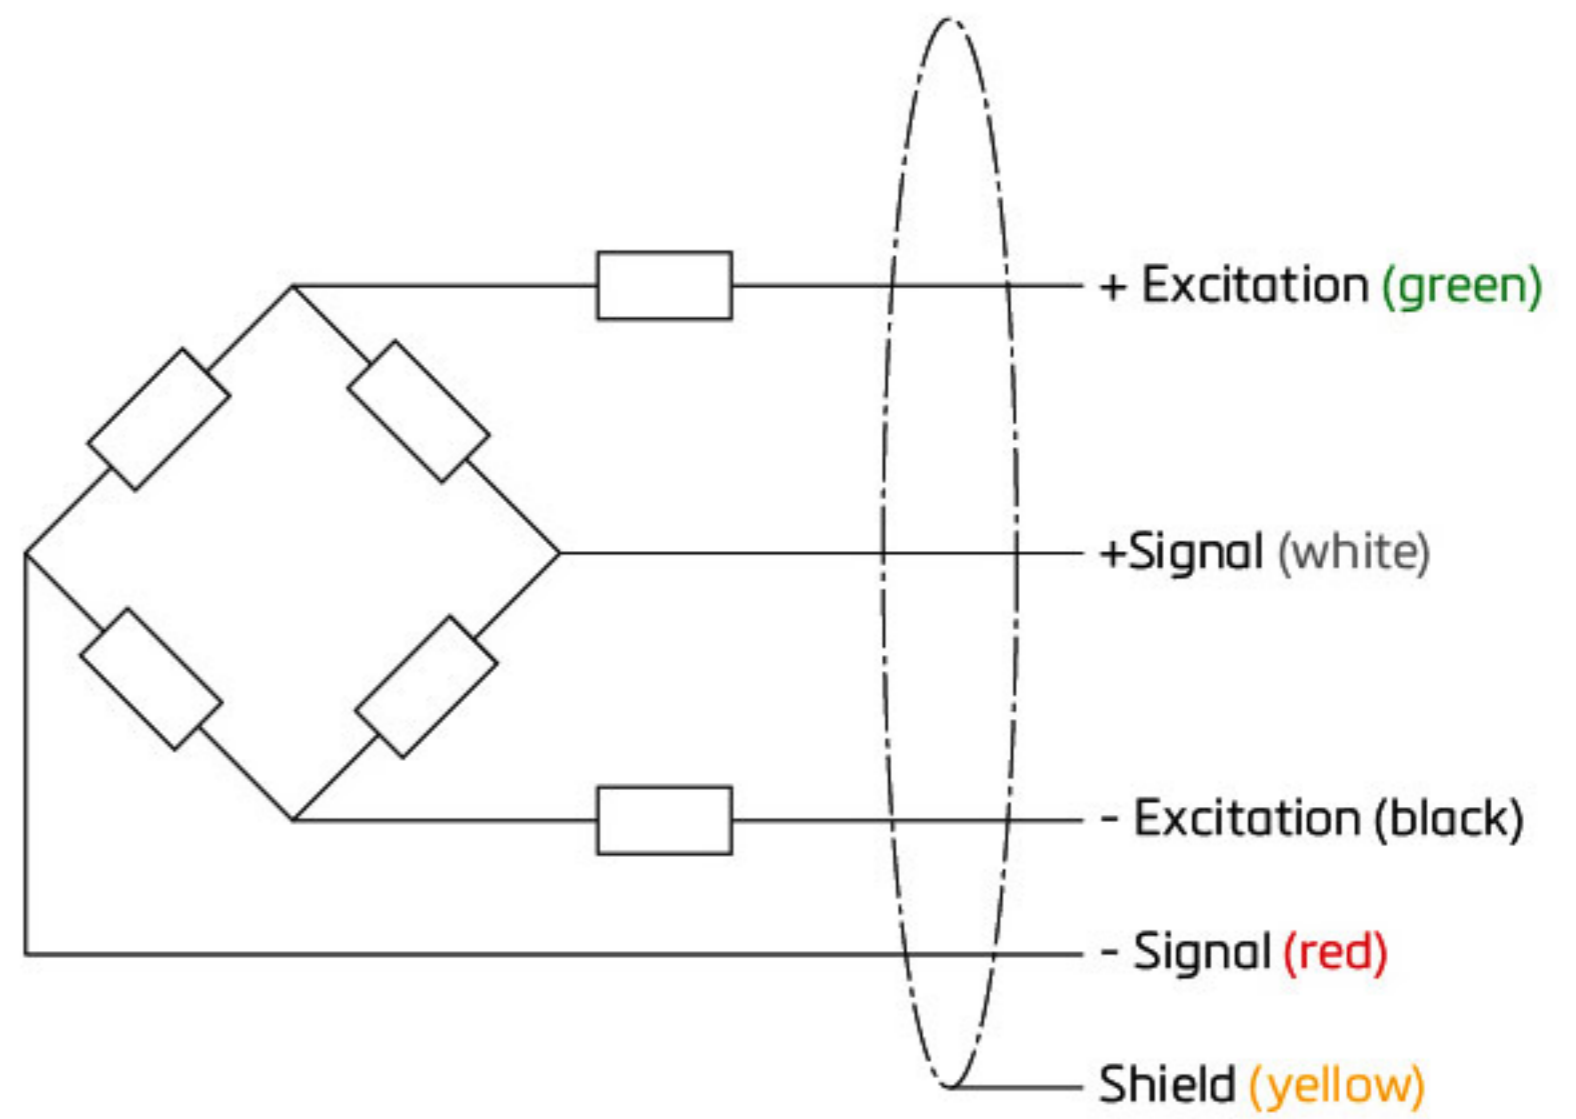 + Excitation (green)
+Signal (white)
- Excitation (black)
- Signal (red)
Shield (yellow)